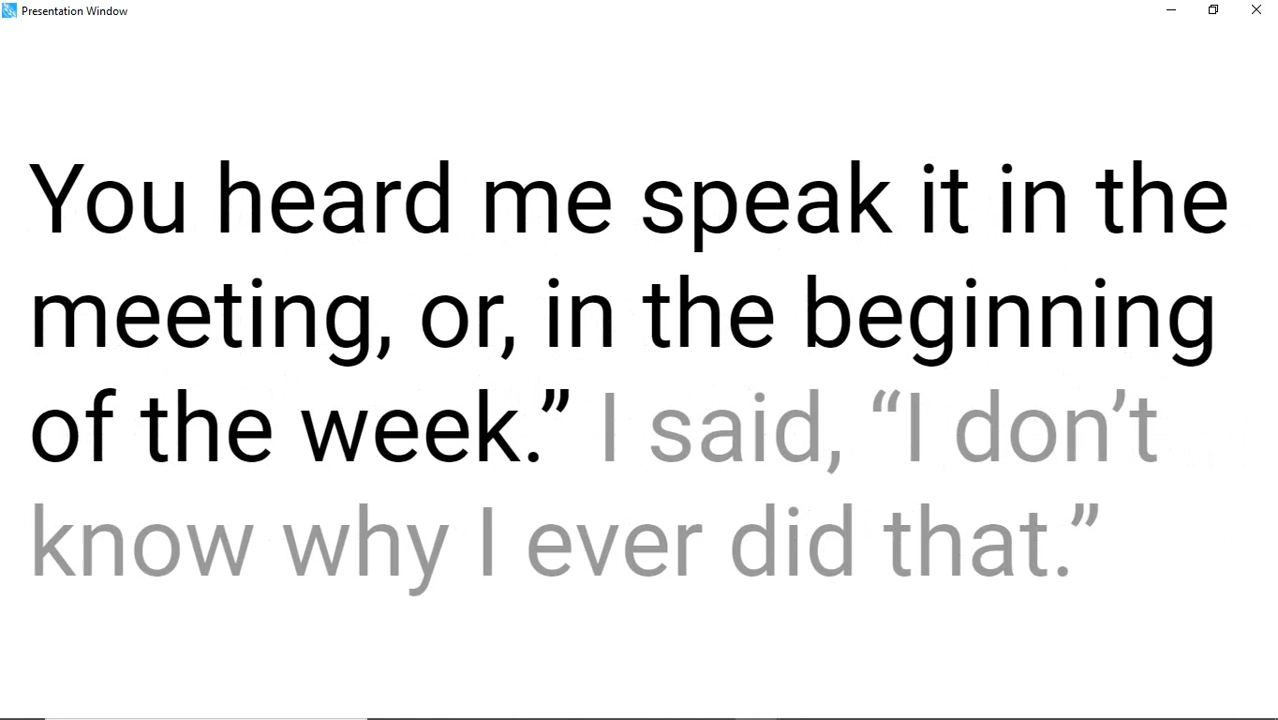 Presentation Window
You heard me speak it in the
meeting, or, in the beginning
of the week.” I said, “I don’t
know why I ever did that.”